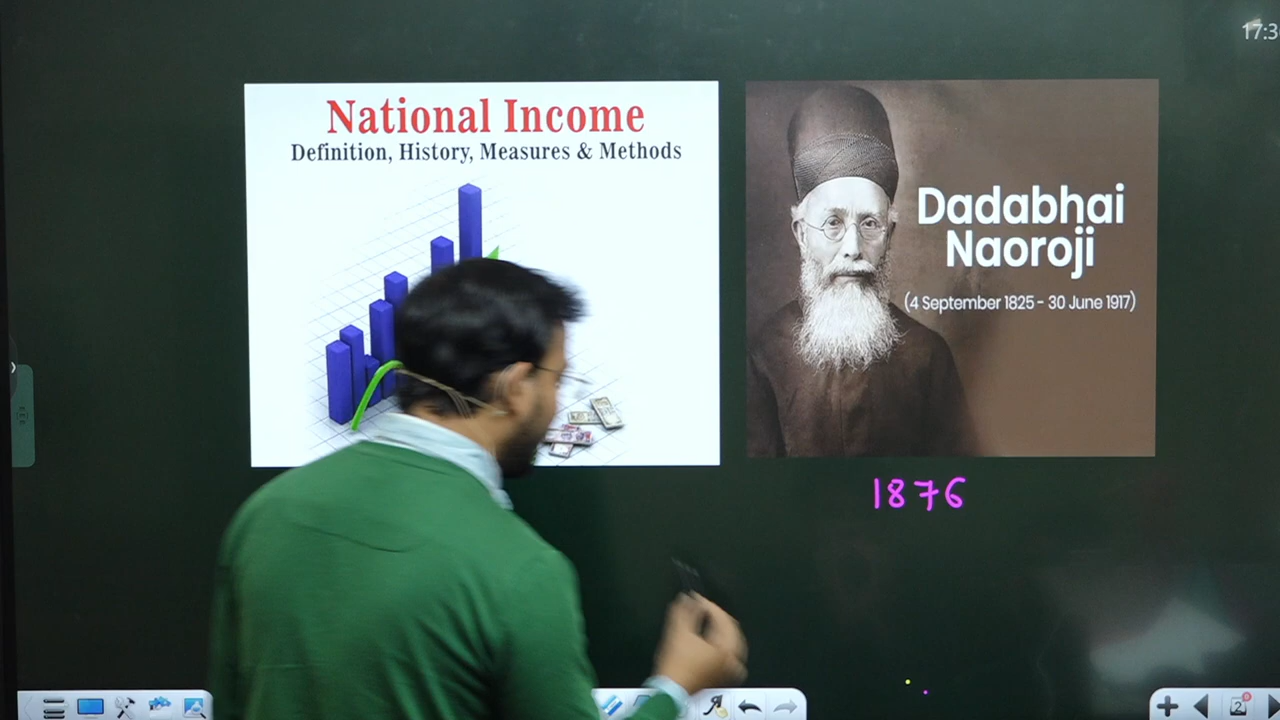 17:3
National Income
Definition, History, Measures & Methods
Dadabhai
Naoroji
(4 September 1825 - 30 June 1917)
1876